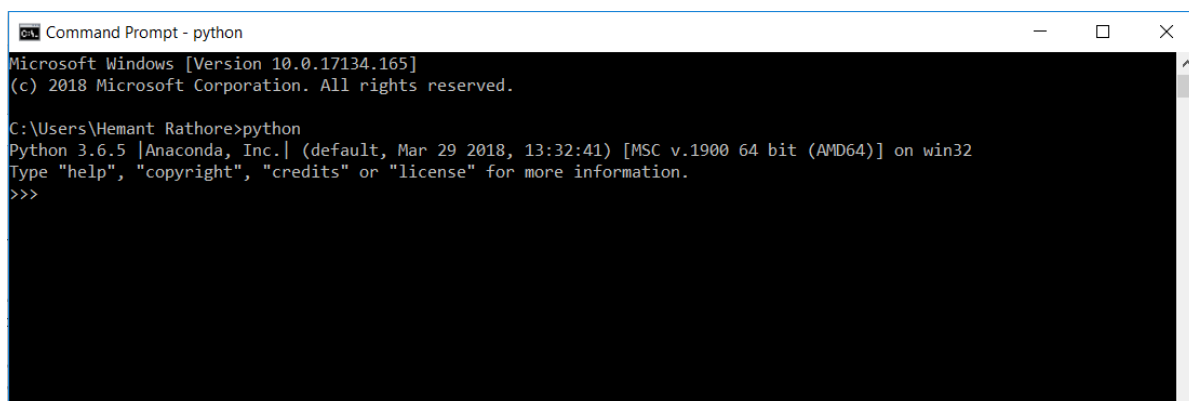 Command Prompt - python
Microsoft Windows [Version 10.0.17134.165]
(c) 2018 Microsoft Corporation. All rights reserved.
C:\Users\Hemant Rathore>python
Python 3.6.5 |Anaconda, Inc.| (default, Mar 29 2018, 13:32:41) [MSC v.1900 64 bit (AMD64)] on win32
Type "help", "copyright", "credits" or "license" for more information.
>>>